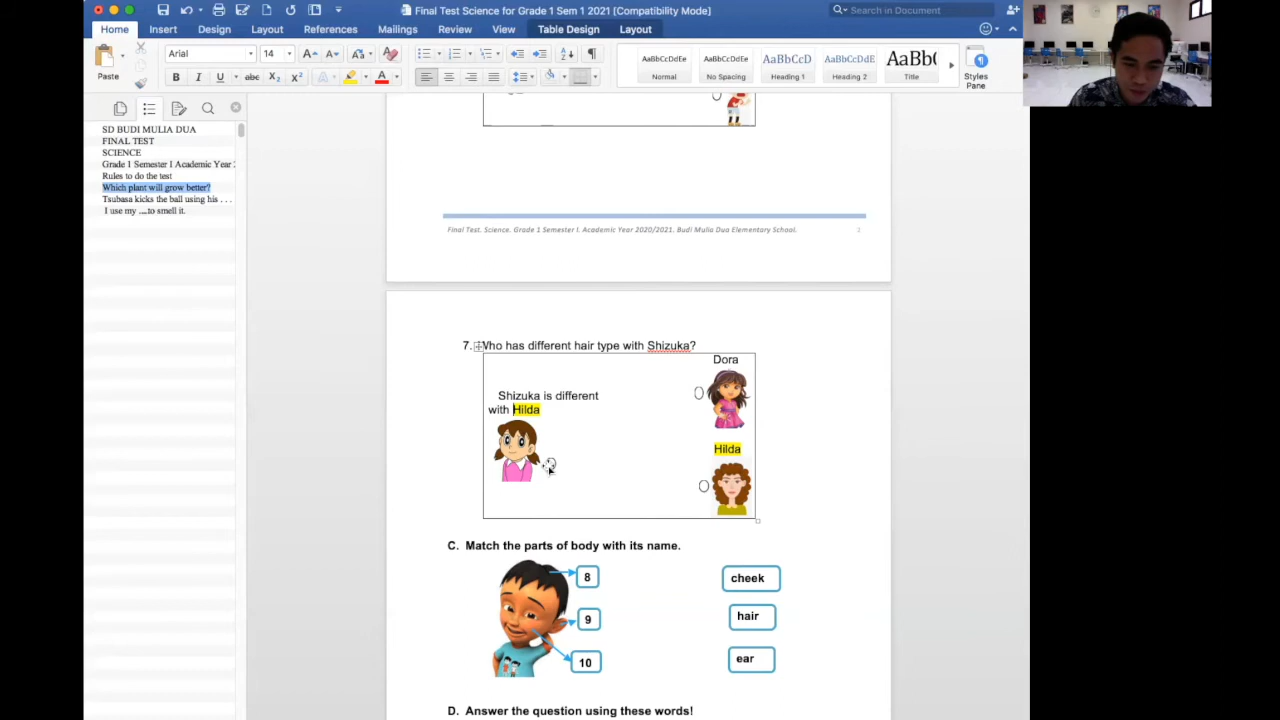 Final Test Science for Grade 1 Sem 1 2021 [Compatibility Mode]
Search in Document
Home Insert Design Layout References Mailings Review View Table Design Layout
Paste
Arial 14
AaBbCcDdEe AaBbCcDdEe AaBbCcD AaBbCcDdE AaBb(
Normal No Spacing Heading 1 Heading 2 Title
Styles Pane
SD BUDI MULIA DUA
FINAL TEST
SCIENCE
Grade 1 Semester I Academic Year
Rules to do the test
Which plant will grow better?
Tsubasa kicks the ball using his . . .
I use my ....to smell it.
Final Test. Science. Grade 1 Semester I. Academic Year 2020/2021. Budi Mulia Dua Elementary School.
7. Who has different hair type with Shizuka?
Dora
Shizuka is different
with Hilda
Hilda
C. Match the parts of body with its name.
8 cheek
9 hair
10 ear
D. Answer the question using these words!